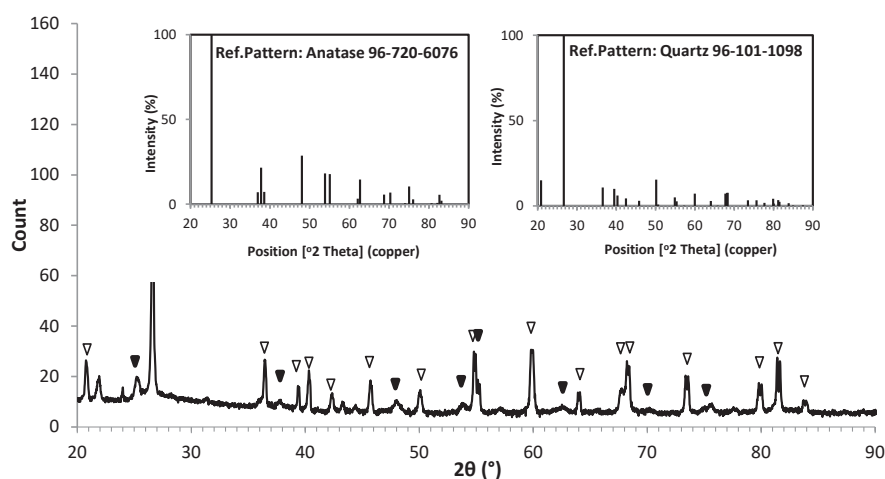 160
140
120
100
80
60
40
20
0
Count
20
30
40
50
60
70
80
90
2θ (°)
Ref.Pattern: Anatase 96-720-6076
100
50
0
Intensity (%)
20 30 40 50 60 70 80 90
Position [º2 Theta] (copper)
Ref.Pattern: Quartz 96-101-1098
100
50
0
Intensity (%)
20 30 40 50 60 70 80 90
Position [º2 Theta] (copper)